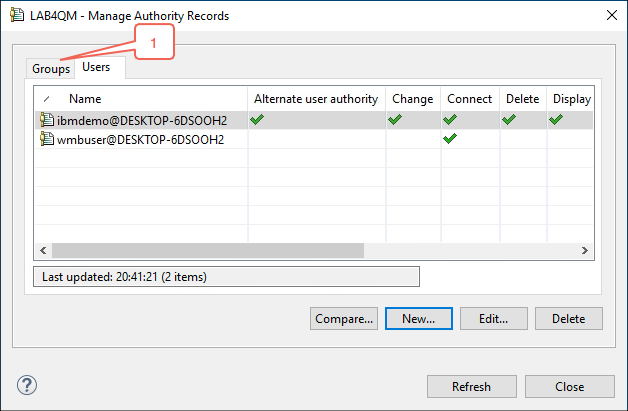 LAB4QM - Manage Authority Records
1
Groups
Users
Name
Alternate user authority
Change
Connect
Delete
Display
ibmdemo@DESKTOP-6DSOOH2
wmbuser@DESKTOP-6DSOOH2
Last updated: 20:41:21 (2 items)
Compare...
New...
Edit...
Delete
?
Refresh
Close